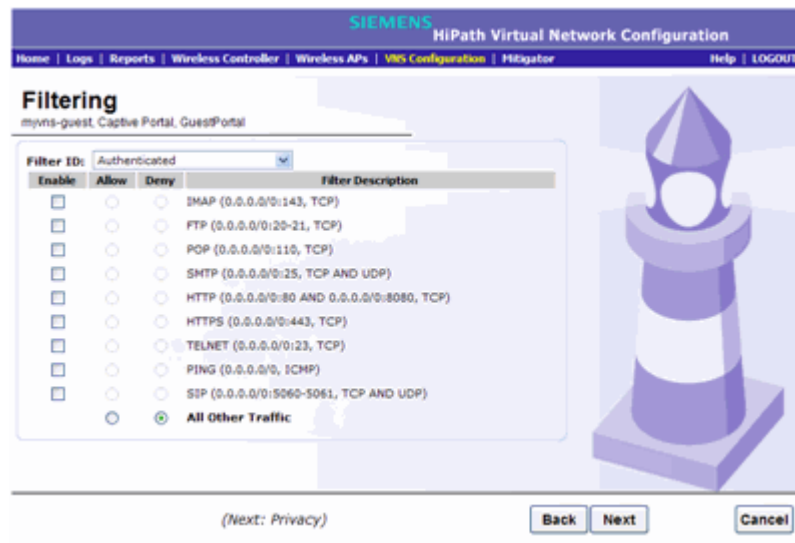 SIEMENS
HiPath Virtual Network Configuration
Home | Logs | Reports | Wireless Controller | Wireless APs | VNS Configuration | Mitigator Help | LOGOUT
Filtering
myvns-guest, Captive Portal, GuestPortal
Filter ID: Authenticated
Enable Allow Deny Filter Description
IMAP (0.0.0.0/0:143, TCP)
FTP (0.0.0.0/0:20-21, TCP)
POP (0.0.0.0/0:110, TCP)
SMTP (0.0.0.0/0:25, TCP AND UDP)
HTTP (0.0.0.0/0:80 AND 0.0.0.0/0:8080, TCP)
HTTPS (0.0.0.0/0:443, TCP)
TELNET (0.0.0.0/0:23, TCP)
PING (0.0.0.0/0, ICMP)
SIP (0.0.0.0/0:5060-5061, TCP AND UDP)
All Other Traffic
(Next: Privacy) Back Next Cancel